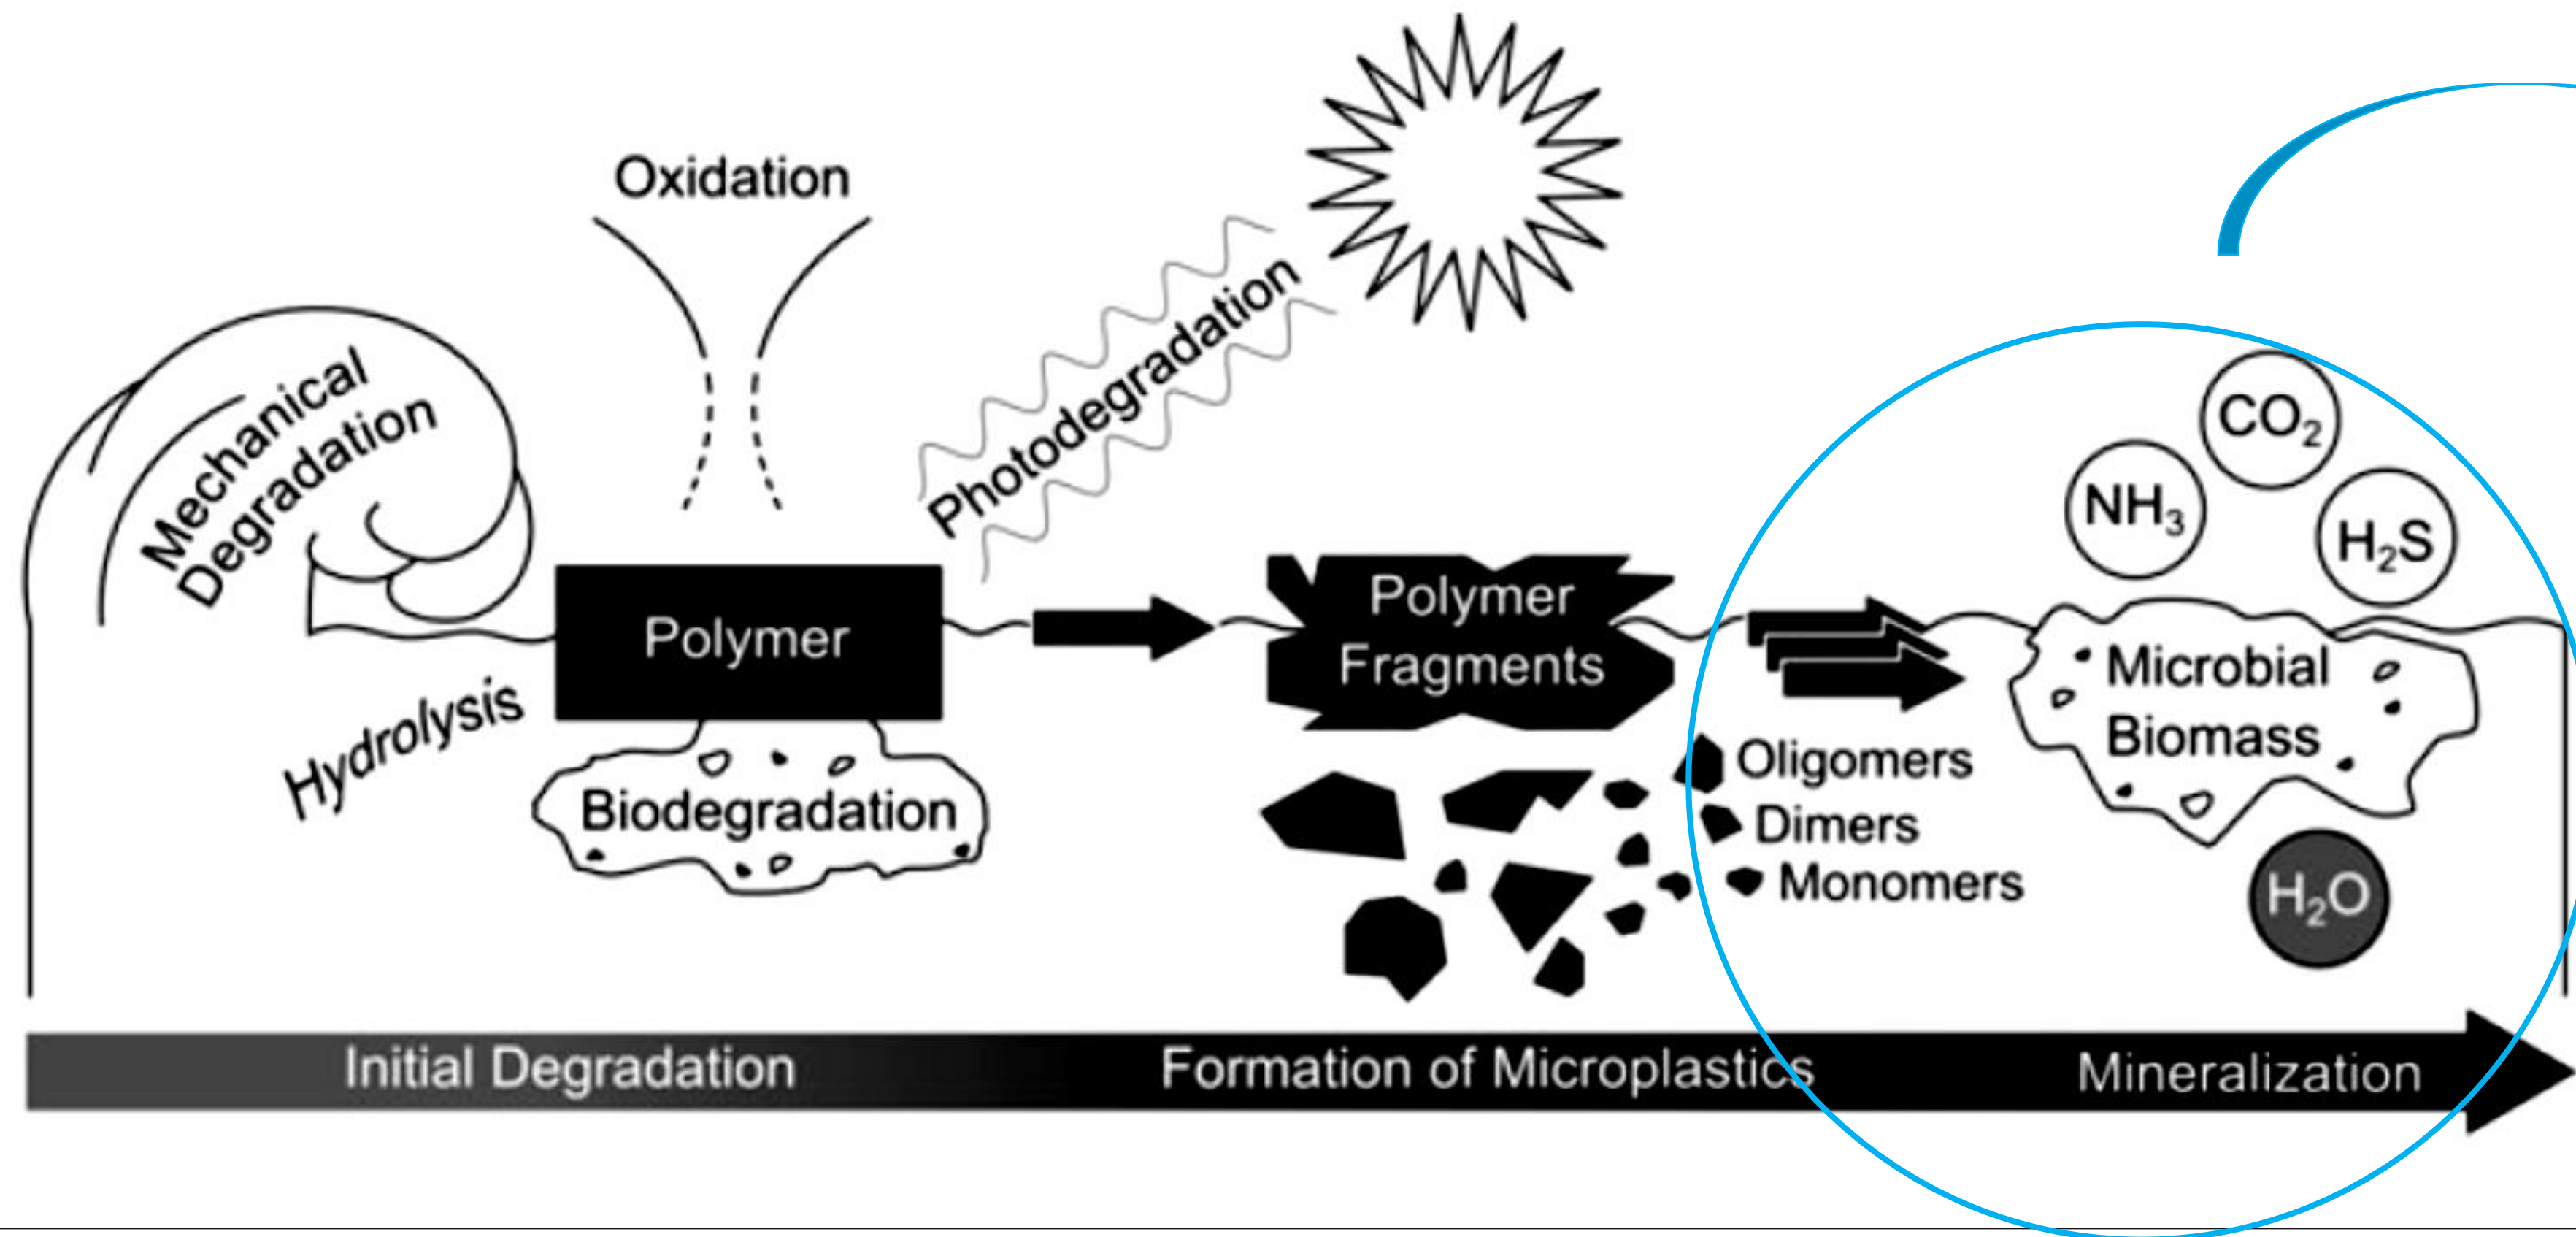 Oxidation
Mechanical
Degradation
Photodegradation
CO₂
NH₃
H₂S
Polymer
Polymer
Fragments
Microbial
Biomass
Hydrolysis
Biodegradation
Oligomers
Dimers
Monomers
H₂O
Initial Degradation
Formation of Microplastics
Mineralization